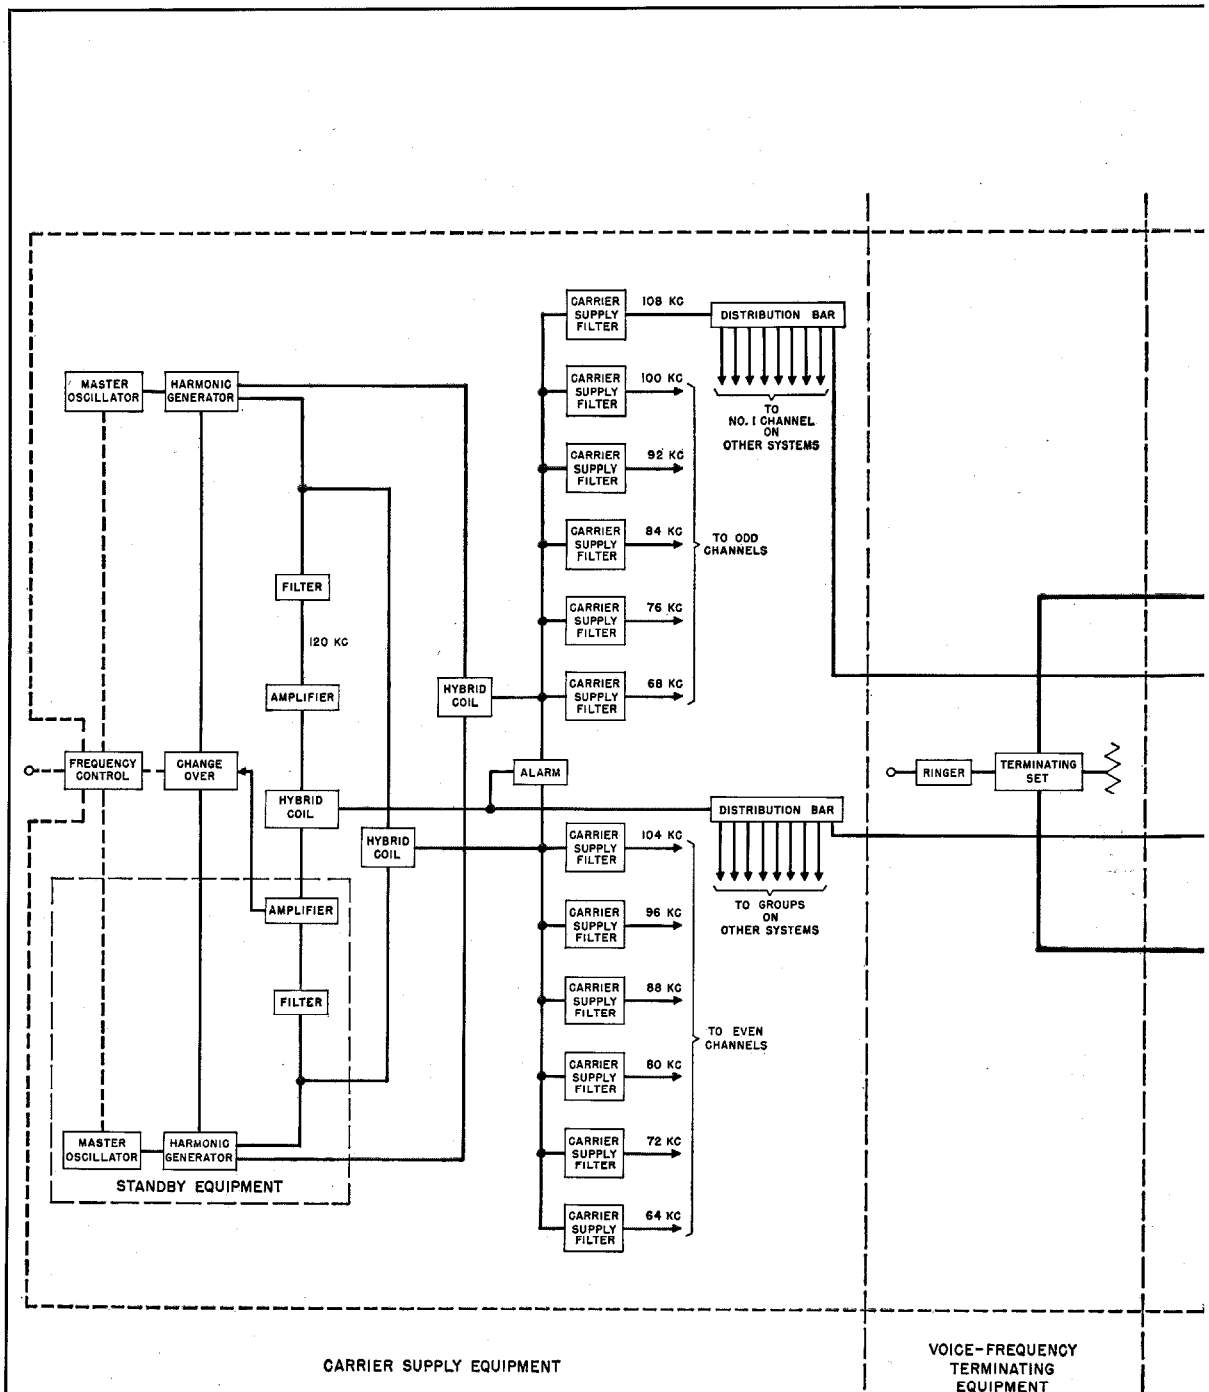 CARRIER
SUPPLY
FILTER
108 KC
DISTRIBUTION BAR
MASTER
OSCILLATOR
HARMONIC
GENERATOR
CARRIER
SUPPLY
FILTER
100 KC
TO
NO. 1 CHANNEL
ON
OTHER SYSTEMS
CARRIER
SUPPLY
FILTER
92 KC
CARRIER
SUPPLY
FILTER
84 KC
TO ODD
CHANNELS
FILTER
CARRIER
SUPPLY
FILTER
76 KC
120 KC
AMPLIFIER
HYBRID
COIL
CARRIER
SUPPLY
FILTER
68 KC
FREQUENCY
CONTROL
CHANGE
OVER
ALARM
RINGER
TERMINATING
SET
HYBRID
COIL
DISTRIBUTION BAR
HYBRID
COIL
CARRIER
SUPPLY
FILTER
104 KC
AMPLIFIER
CARRIER
SUPPLY
FILTER
96 KC
TO GROUPS
ON
OTHER SYSTEMS
FILTER
CARRIER
SUPPLY
FILTER
88 KC
TO EVEN
CHANNELS
CARRIER
SUPPLY
FILTER
80 KC
MASTER
OSCILLATOR
HARMONIC
GENERATOR
CARRIER
SUPPLY
FILTER
72 KC
STANDBY EQUIPMENT
CARRIER
SUPPLY
FILTER
64 KC
CARRIER SUPPLY EQUIPMENT
VOICE-FREQUENCY
TERMINATING
EQUIPMENT